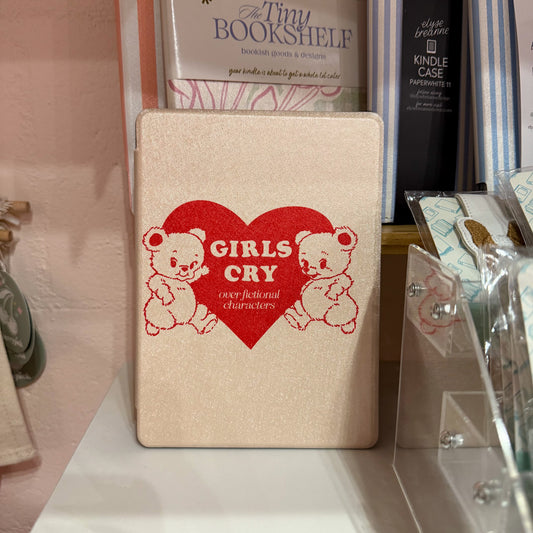 The Tiny
BOOKSHELF
bookish goods & designs
your kindle is about to get a whole lot cuter
elyse
breanne
KINDLE
CASE
PAPERWHITE 11
GIRLS
CRY
over fictional
characters